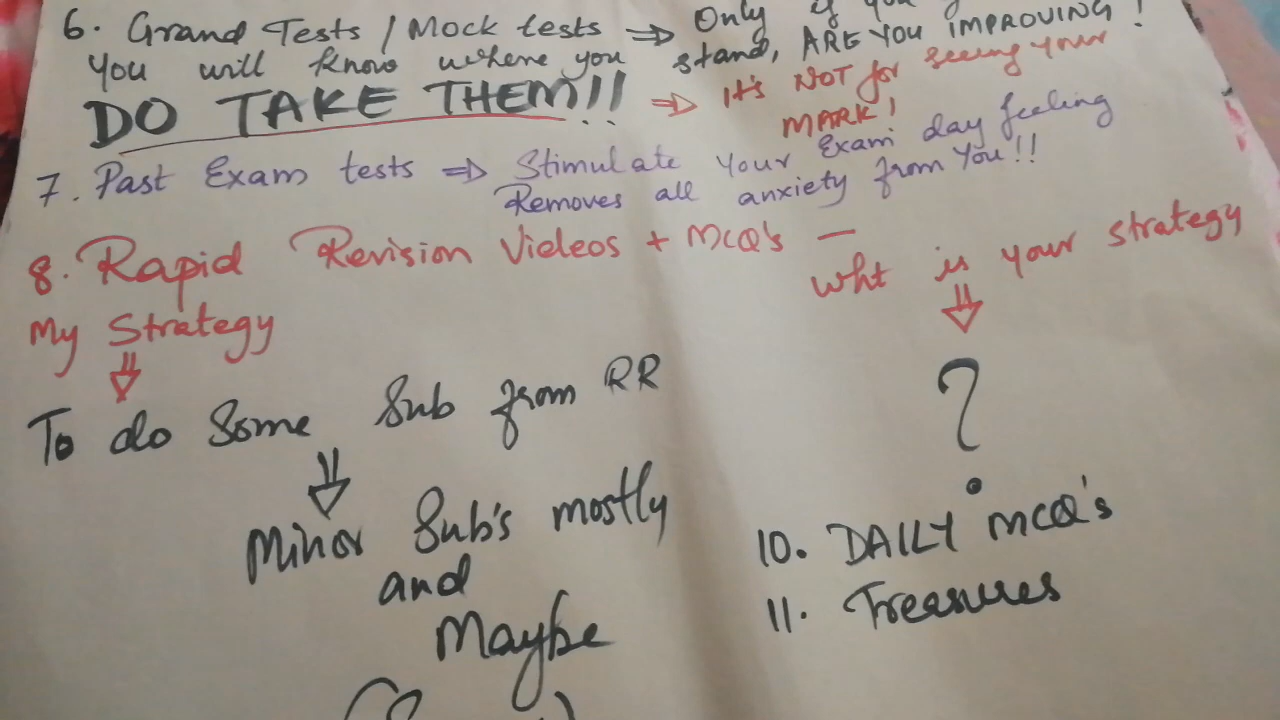 6. Grand Tests / Mock tests ⇒ Only if you
You will know where you stand, ARE YOU IMPROVING!
DO TAKE THEM!! ⇒ It's NOT for seeing your
MARK!
7. Past Exam tests ⇒ Stimulate your Exam day feeling
Removes all anxiety from You!!
8. Rapid Revision Videos + MCQ's —
My Strategy
⇓
To do Some Sub from RR
⇓
Minor Sub's mostly
and
Maybe
Wht is your strategy
⇓
?
10. DAILY MCQ's
11. Treasures